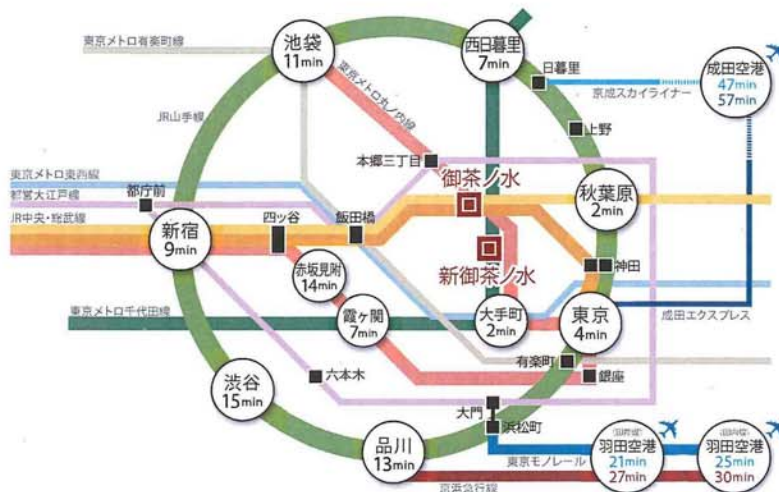 東京メトロ有楽町線
池袋
11min
西日暮里
7min
日暮里
成田空港
47min
57min
京成スカイライナー
東京メトロ丸ノ内線
JR山手線
上野
本郷三丁目
東京メトロ東西線
都営大江戸線
都庁前
御茶ノ水
秋葉原
2min
JR中央・総武線
新宿
9min
四ッ谷
飯田橋
新御茶ノ水
赤坂見附
14min
神田
東京メトロ千代田線
霞ヶ関
7min
大手町
2min
東京
4min
成田エクスプレス
有楽町
銀座
六本木
渋谷
15min
大門
浜松町
品川
13min
東京モノレール
京浜急行線
羽田空港
21min
27min
羽田空港
25min
30min